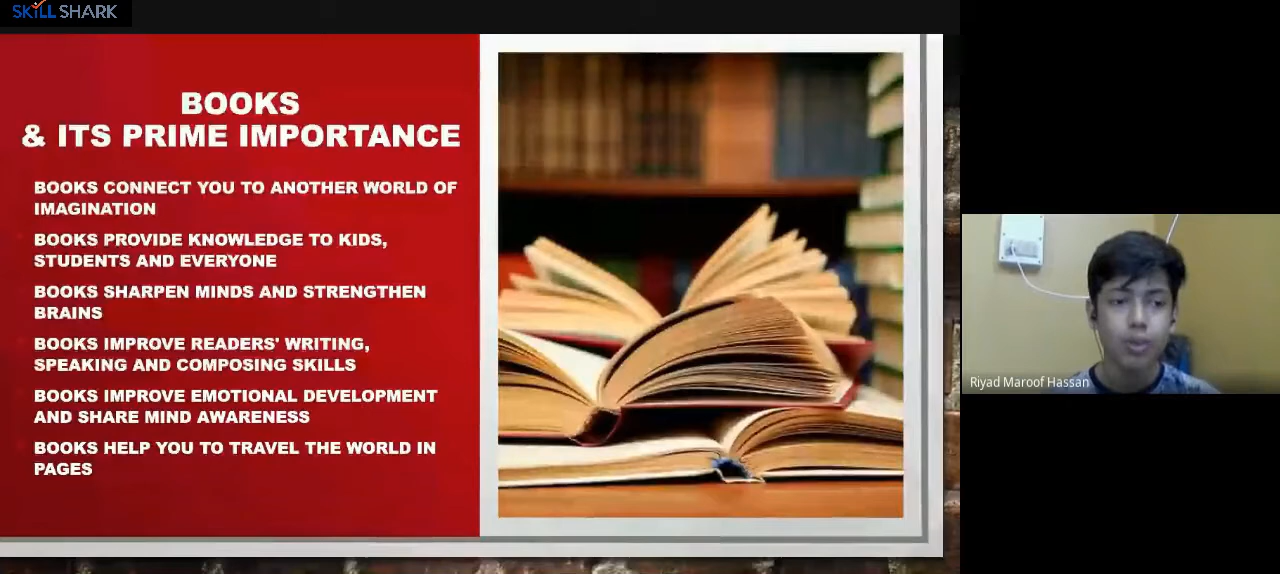 SKILL SHARK
BOOKS
& ITS PRIME IMPORTANCE
BOOKS CONNECT YOU TO ANOTHER WORLD OF
IMAGINATION
BOOKS PROVIDE KNOWLEDGE TO KIDS,
STUDENTS AND EVERYONE
BOOKS SHARPEN MINDS AND STRENGTHEN
BRAINS
BOOKS IMPROVE READERS' WRITING,
SPEAKING AND COMPOSING SKILLS
BOOKS IMPROVE EMOTIONAL DEVELOPMENT
AND SHARE MIND AWARENESS
BOOKS HELP YOU TO TRAVEL THE WORLD IN
PAGES
Riyad Maroof Hassan